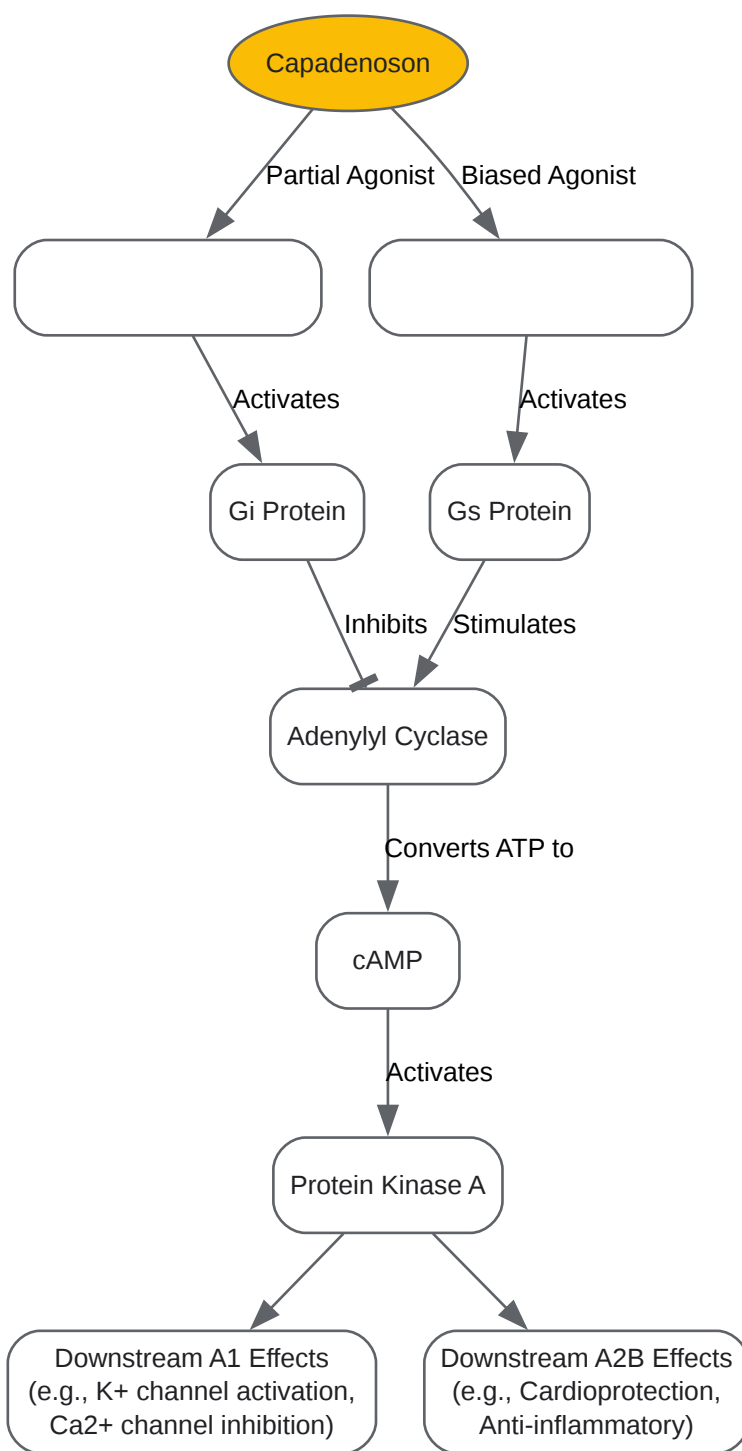 Capadenoson
Partial Agonist
Biased Agonist
Activates
Activates
Gi Protein
Gs Protein
Inhibits
Stimulates
Adenylyl Cyclase
Converts ATP to
cAMP
Activates
Protein Kinase A
Downstream A1 Effects
(e.g., K+ channel activation,
Ca2+ channel inhibition)
Downstream A2B Effects
(e.g., Cardioprotection,
Anti-inflammatory)